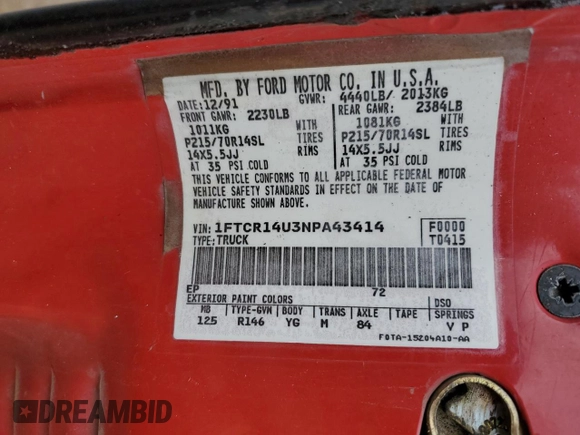 MFD. BY FORD MOTOR CO. IN U.S.A.
DATE: 12/91 GVWR: 4440LB/ 2013KG
FRONT GAWR: 2230LB REAR GAWR: 2384LB
1011KG WITH 1081KG WITH
P215/70R14SL TIRES P215/70R14SL TIRES
14X5.5JJ RIMS 14X5.5JJ RIMS
AT 35 PSI COLD AT 35 PSI COLD
THIS VEHICLE CONFORMS TO ALL APPLICABLE FEDERAL MOTOR
VEHICLE SAFETY STANDARDS IN EFFECT ON THE DATE OF
MANUFACTURE SHOWN ABOVE.
VIN: 1FTCR14U3NPA43414 F0000
TYPE: TRUCK T0415
EP 72
EXTERIOR PAINT COLORS DSO
WB TYPE-GVW BODY TRANS AXLE TAPE SPRINGS
125 R146 YG M 84 V P
F0TA-15204A10-AA
DREAMBID